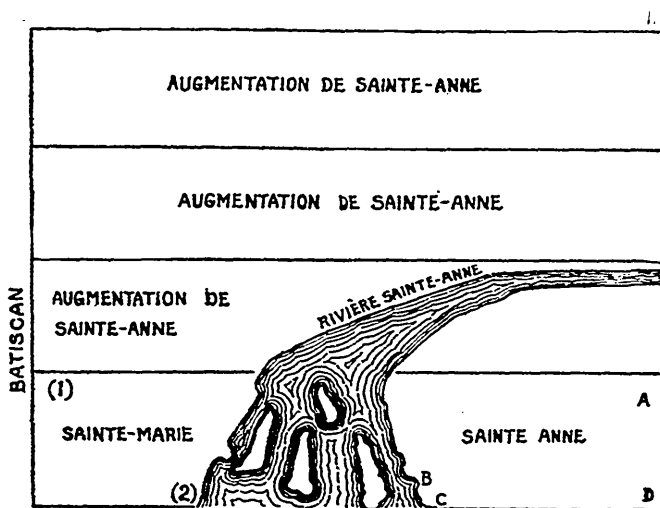 1.
AUGMENTATION DE SAINTE-ANNE
AUGMENTATION DE SAINTE-ANNE
RIVIÈRE SAINTE-ANNE
AUGMENTATION DE
SAINTE-ANNE
BATISCAN
(1)
A
SAINTE-MARIE
SAINTE ANNE
B
(2)
C
D